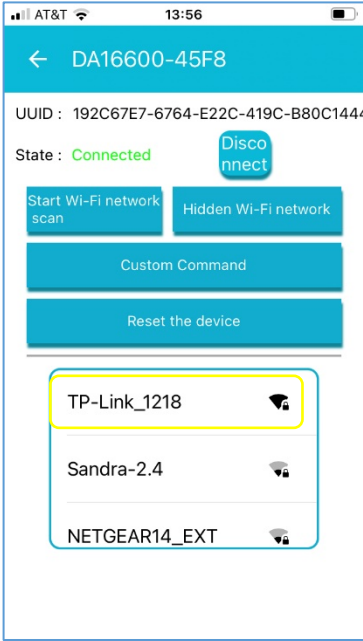 AT&T 13:56
DA16600-45F8
UUID : 192C67E7-6764-E22C-419C-B80C1444
State : Connected
Disco
nnect
Start Wi-Fi network
scan
Hidden Wi-Fi network
Custom Command
Reset the device
TP-Link_1218
Sandra-2.4
NETGEAR14_EXT